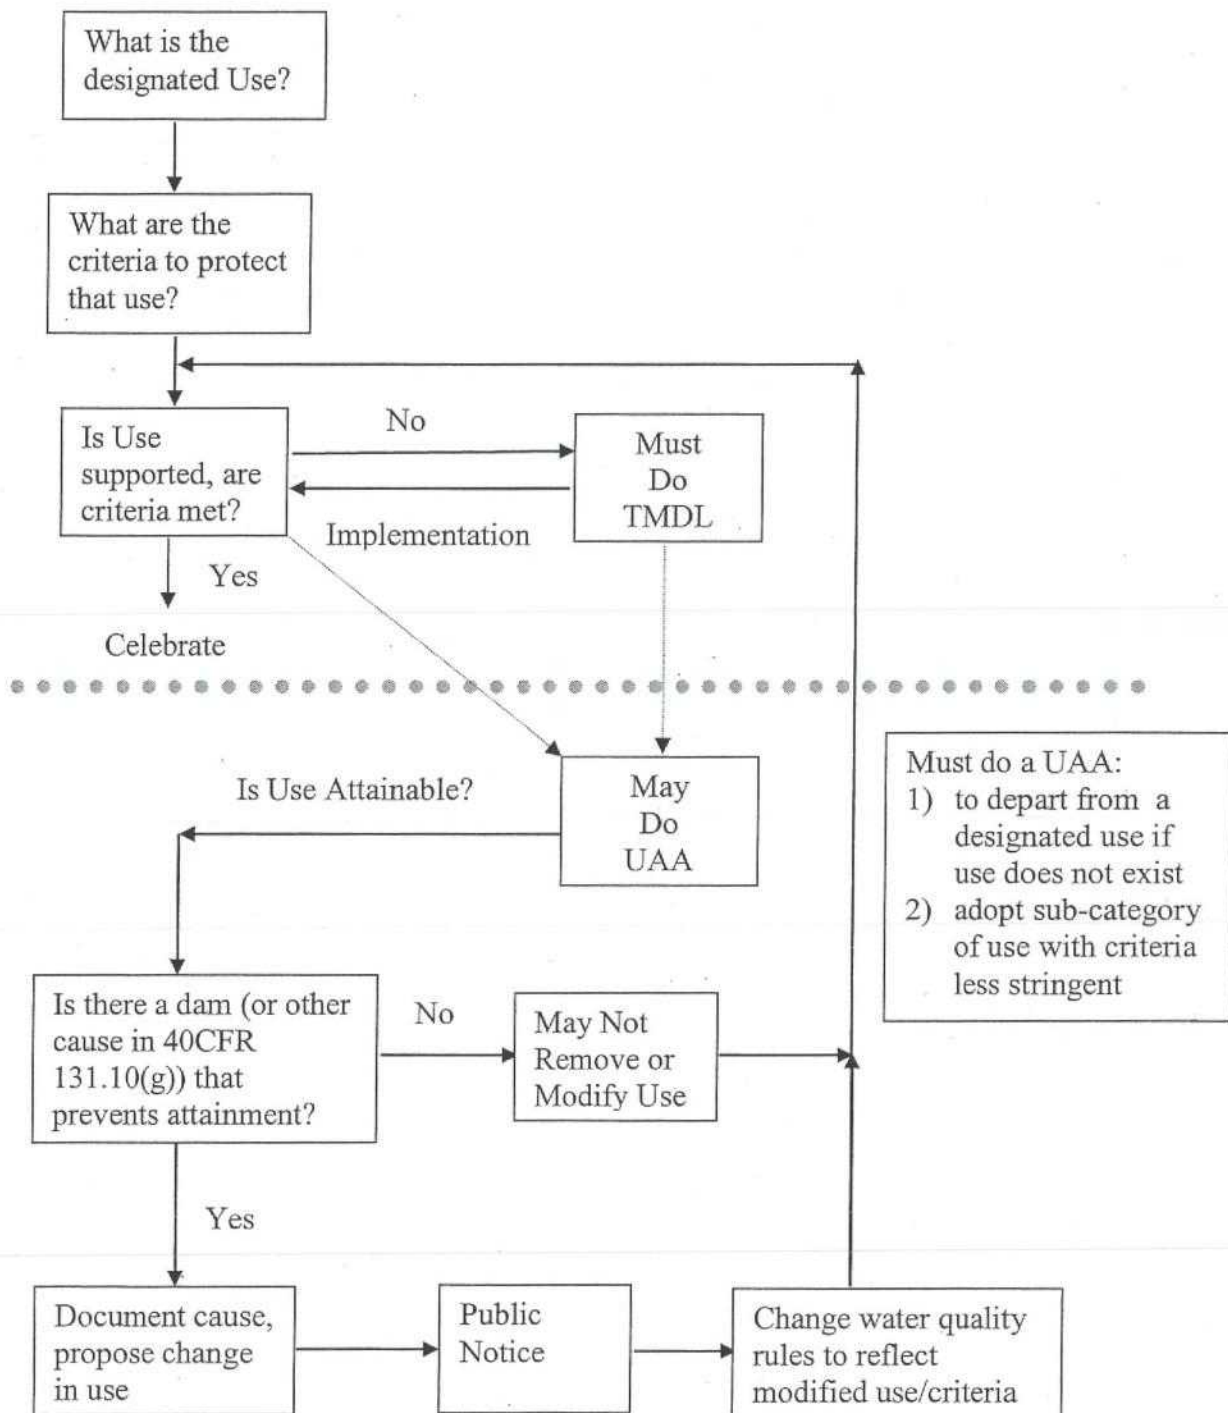 What is the
designated Use?
What are the
criteria to protect
that use?
Is Use
supported, are
criteria met?
No
Must
Do
TMDL
Implementation
Yes
Celebrate
Is Use Attainable?
May
Do
UAA
Must do a UAA:
1) to depart from a
designated use if
use does not exist
2) adopt sub-category
of use with criteria
less stringent
Is there a dam (or other
cause in 40CFR
131.10(g)) that
prevents attainment?
No
May Not
Remove or
Modify Use
Yes
Document cause,
propose change
in use
Public
Notice
Change water quality
rules to reflect
modified use/criteria